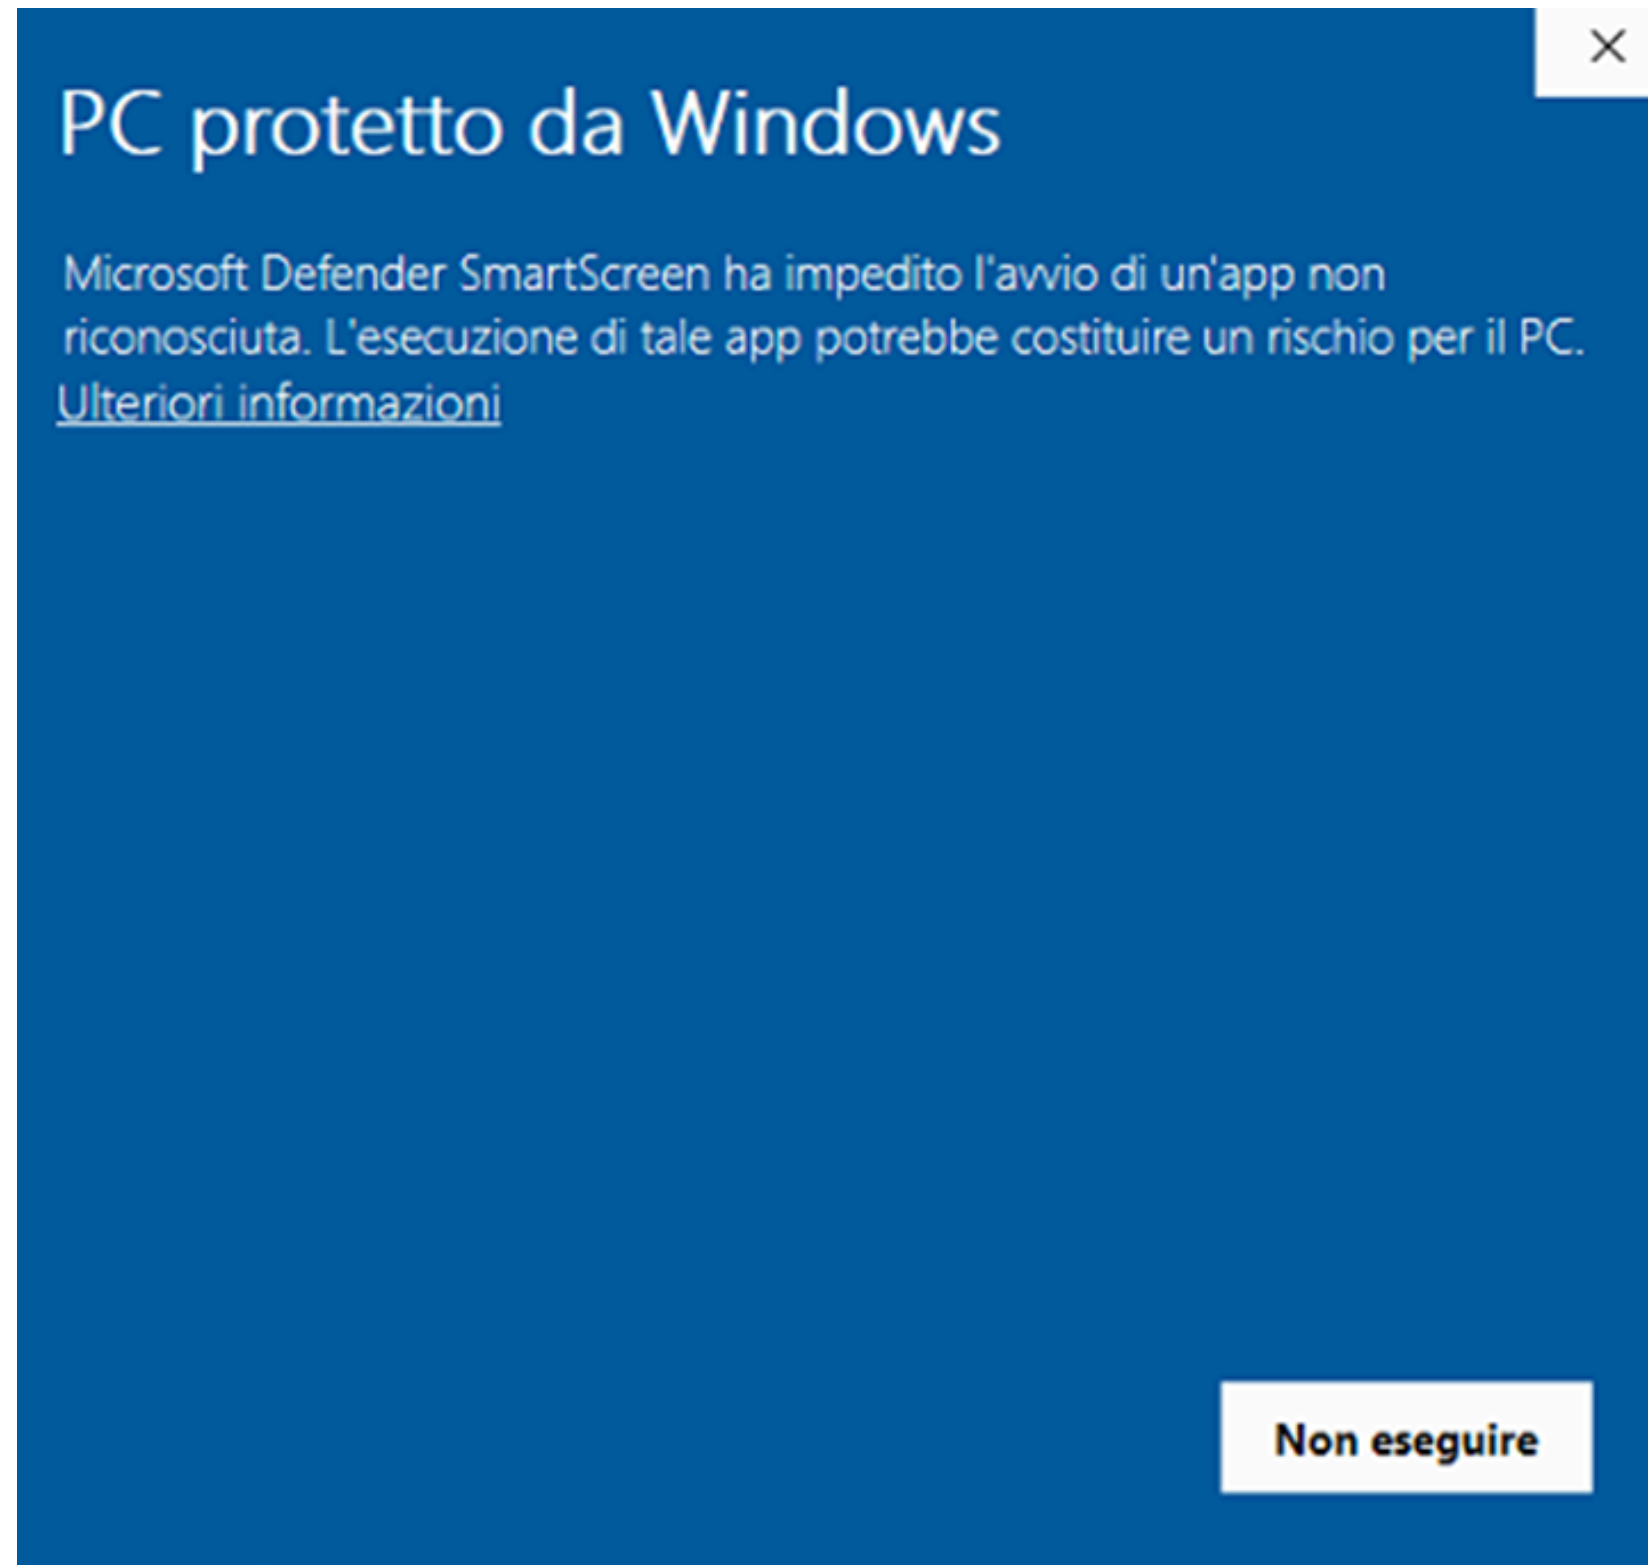 PC protetto da Windows
Microsoft Defender SmartScreen ha impedito l'avvio di un'app non
riconosciuta. L'esecuzione di tale app potrebbe costituire un rischio per il PC.
Ulteriori informazioni
Non eseguire